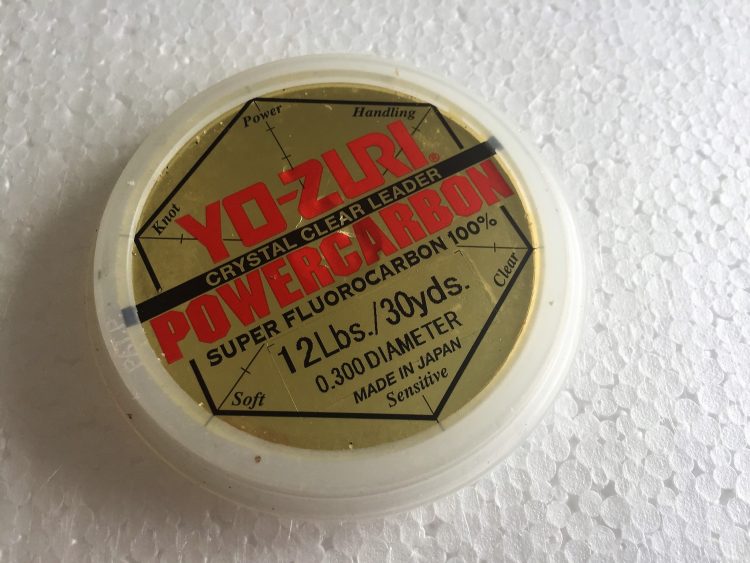 Power
Handling
Knot
YO-ZURI®
CRYSTAL CLEAR LEADER
POWERCARBON
SUPER FLUOROCARBON 100%
Clear
12Lbs./30yds.
0.300 DIAMETER
MADE IN JAPAN
Soft
Sensitive